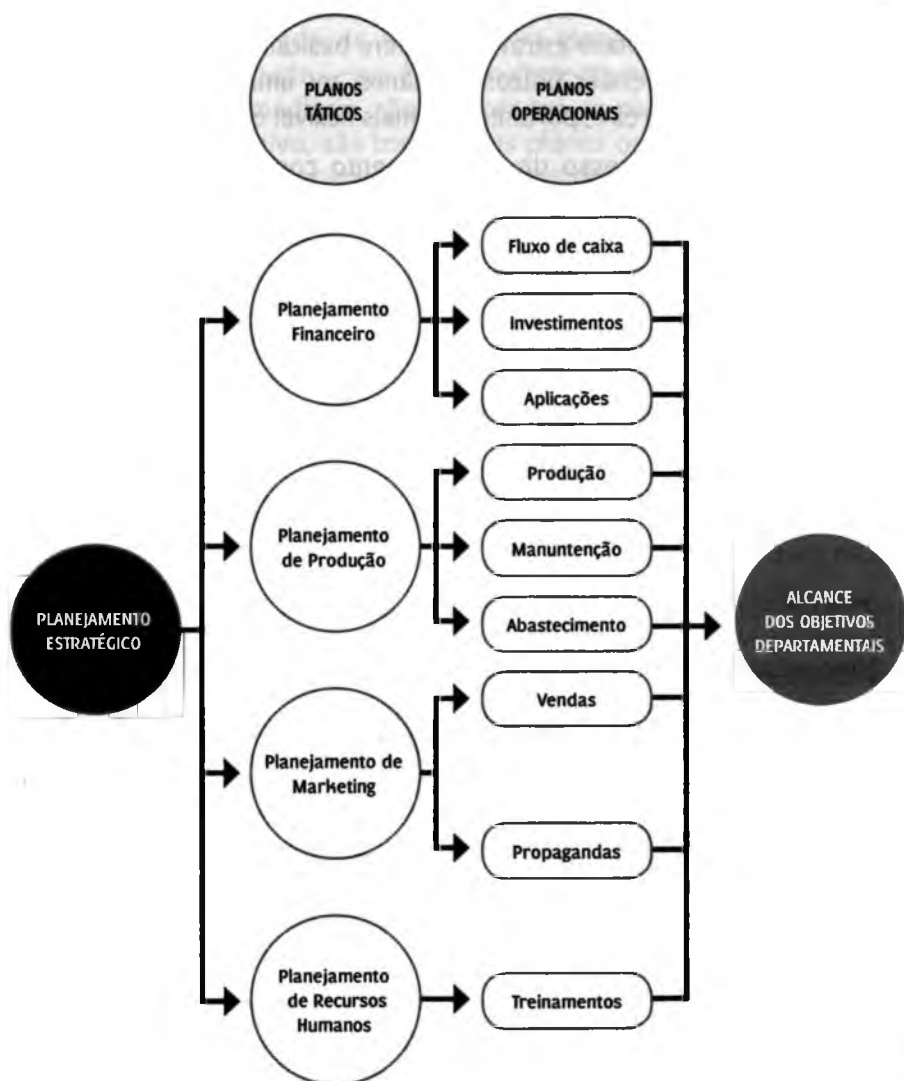 PLANOS
TÁTICOS
PLANOS
OPERACIONAIS
Fluxo de caixa
Planejamento
Financeiro
Investimentos
Aplicações
Produção
Planejamento
de Produção
Manuntenção
Abastecimento
PLANEJAMENTO
ESTRATÉGICO
ALCANCE
DOS OBJETIVOS
DEPARTAMENTAIS
Vendas
Planejamento de
Marketing
Propagandas
Planejamento
de Recursos
Humanos
Treinamentos